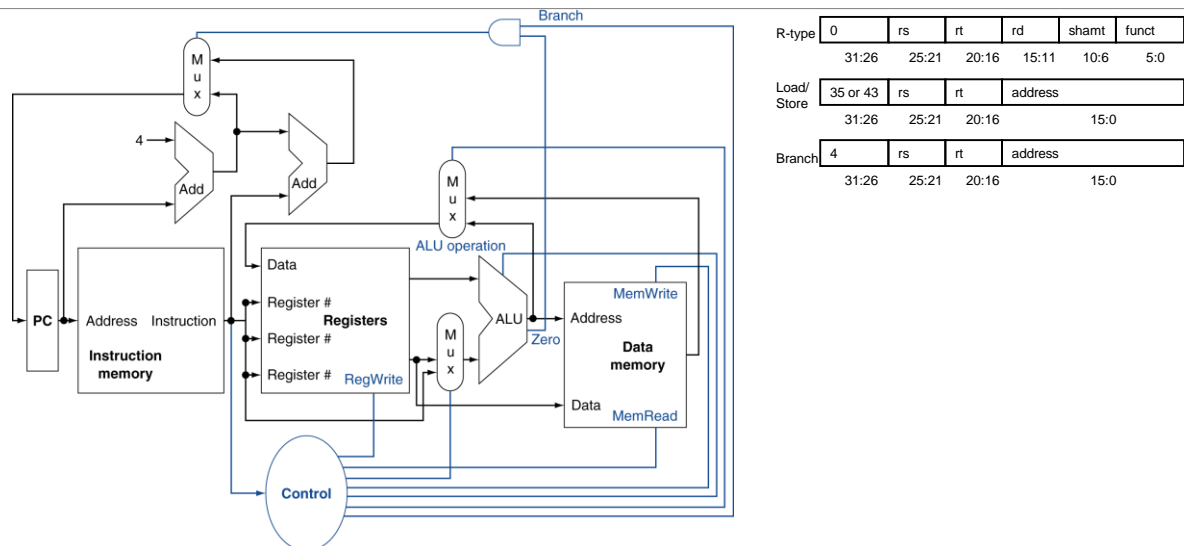 Branch
M
u
x
4
Add
Add
M
u
x
ALU operation
Data
Register #
Register #
Register #
Registers
RegWrite
PC
Address Instruction
Instruction
memory
M
u
x
ALU
Zero
MemWrite
Address
Data
memory
Data
MemRead
Control
R-type 0 rs rt rd shamt funct
31:26 25:21 20:16 15:11 10:6 5:0
Load/
Store
35 or 43 rs rt address
31:26 25:21 20:16 15:0
Branch 4 rs rt address
31:26 25:21 20:16 15:0